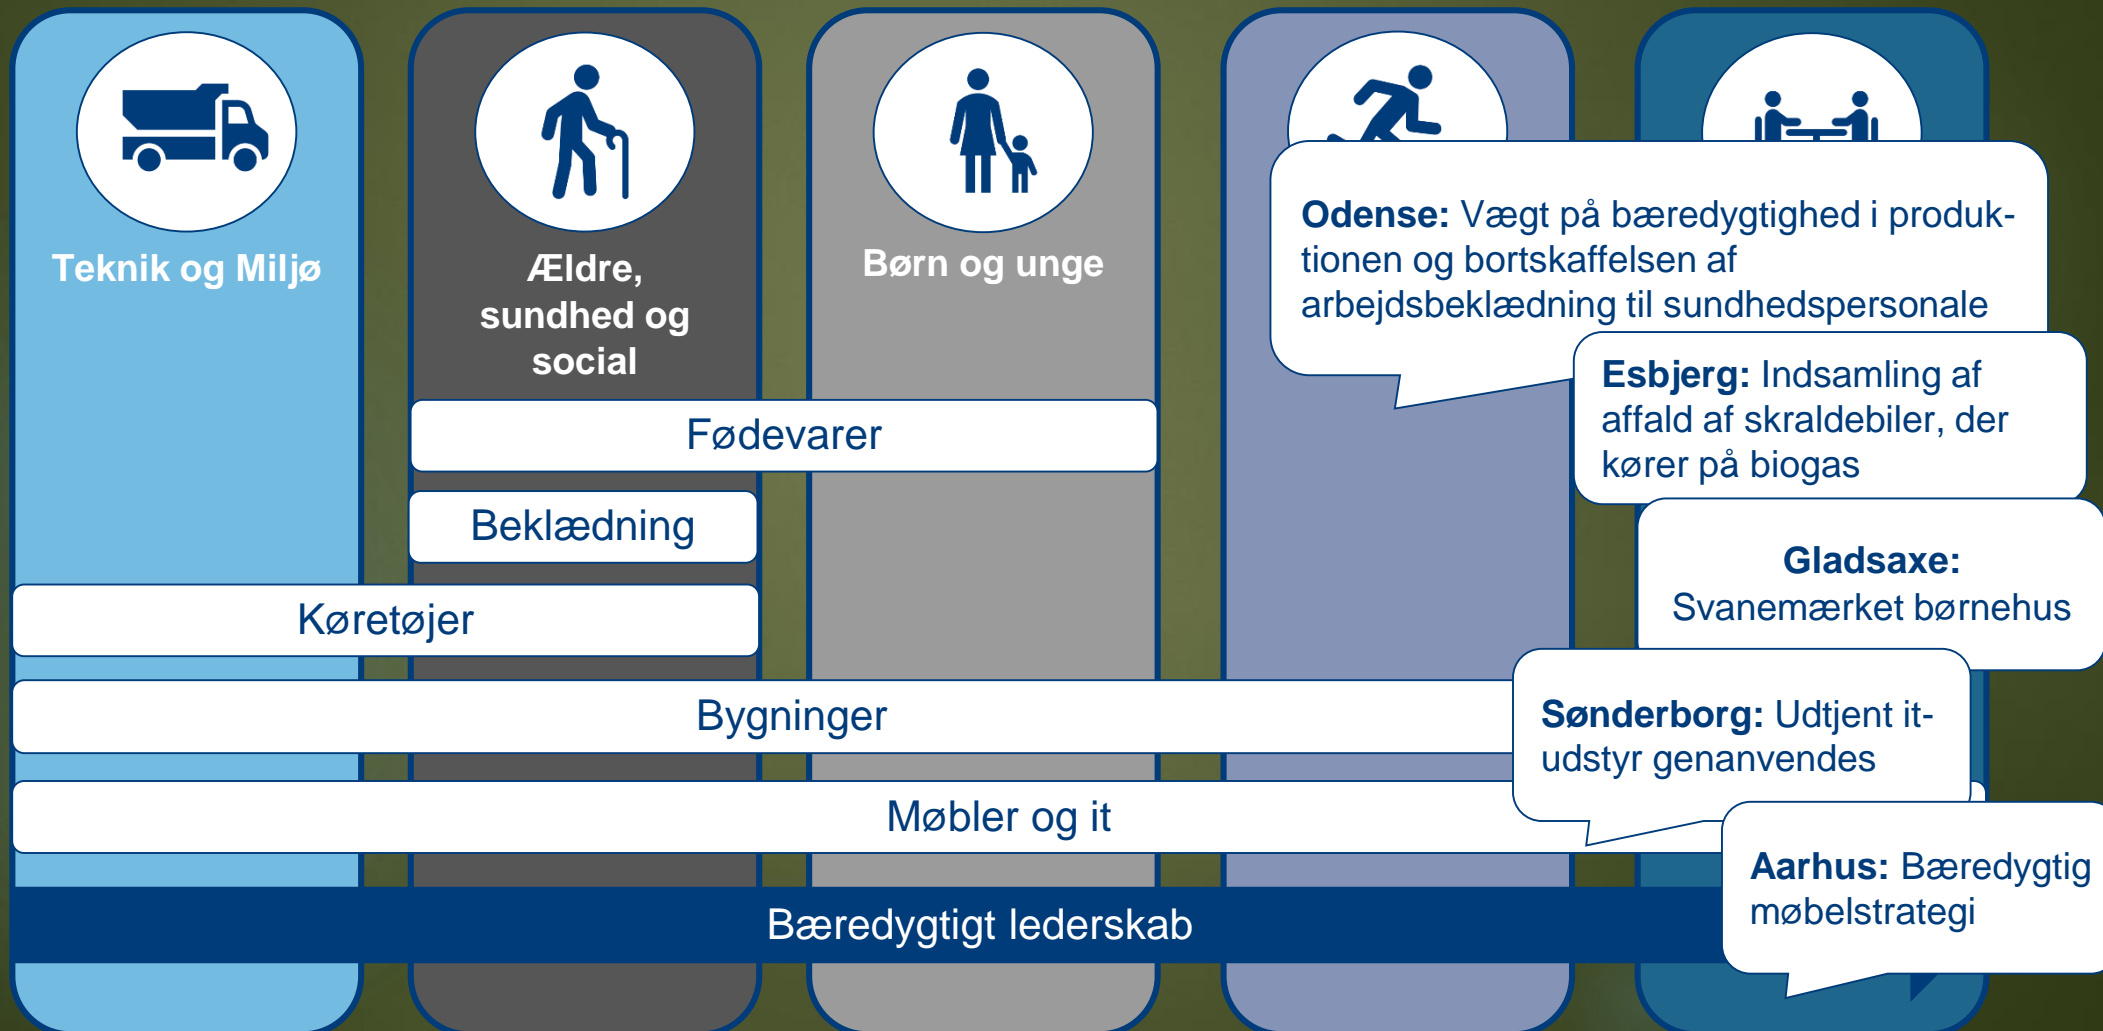 Teknik og Miljø
Ældre,
sundhed og
social
Børn og unge
Odense: Vægt på bæredygtighed i produk-
tionen og bortskaffelsen af
arbejdsbeklædning til sundhedspersonale
Esbjerg: Indsamling af
affald af skraldebiler, der
kører på biogas
Fødevarer
Beklædning
Gladsaxe:
Svanemærket børnehus
Køretøjer
Bygninger
Sønderborg: Udtjent it-
udstyr genanvendes
Møbler og it
Aarhus: Bæredygtig
møbelstrategi
Bæredygtigt lederskab